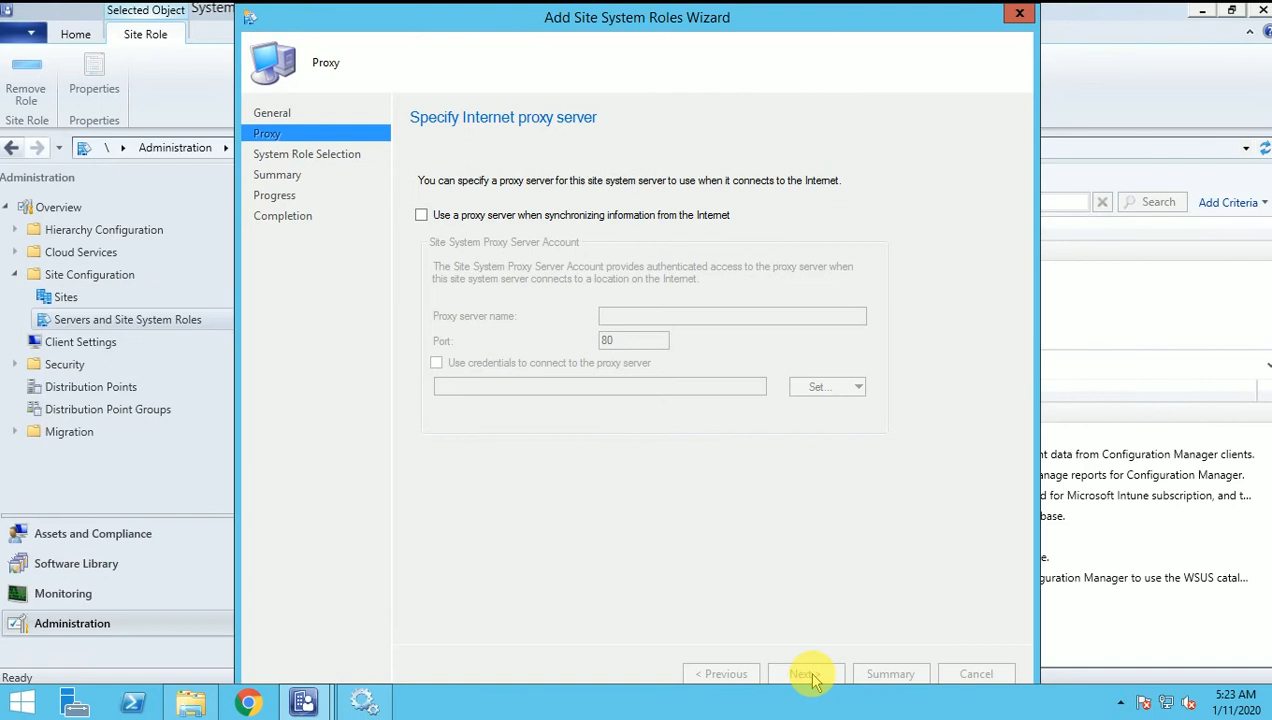 Selected Object
System
Add Site System Roles Wizard
Home
Site Role
Remove
Role
Properties
Site Role
Properties
\
Administration
Search
Add Criteria
Administration
Overview
Hierarchy Configuration
Cloud Services
Site Configuration
Sites
Servers and Site System Roles
Client Settings
Security
Distribution Points
Distribution Point Groups
Migration
Assets and Compliance
Software Library
Monitoring
Administration
Ready
Proxy
General
Proxy
System Role Selection
Summary
Progress
Completion
Specify Internet proxy server
You can specify a proxy server for this site system server to use when it connects to the Internet.
Use a proxy server when synchronizing information from the Internet
Site System Proxy Server Account
The Site System Proxy Server Account provides authenticated access to the proxy server when
this site system server connects to a location on the Internet.
Proxy server name:
Port:
80
Use credentials to connect to the proxy server
Set...
< Previous
Next >
Summary
Cancel
nt data from Configuration Manager clients.
anage reports for Configuration Manager.
d for Microsoft Intune subscription, and t...
base.
e.
guration Manager to use the WSUS catal...
5:23 AM
1/11/2020